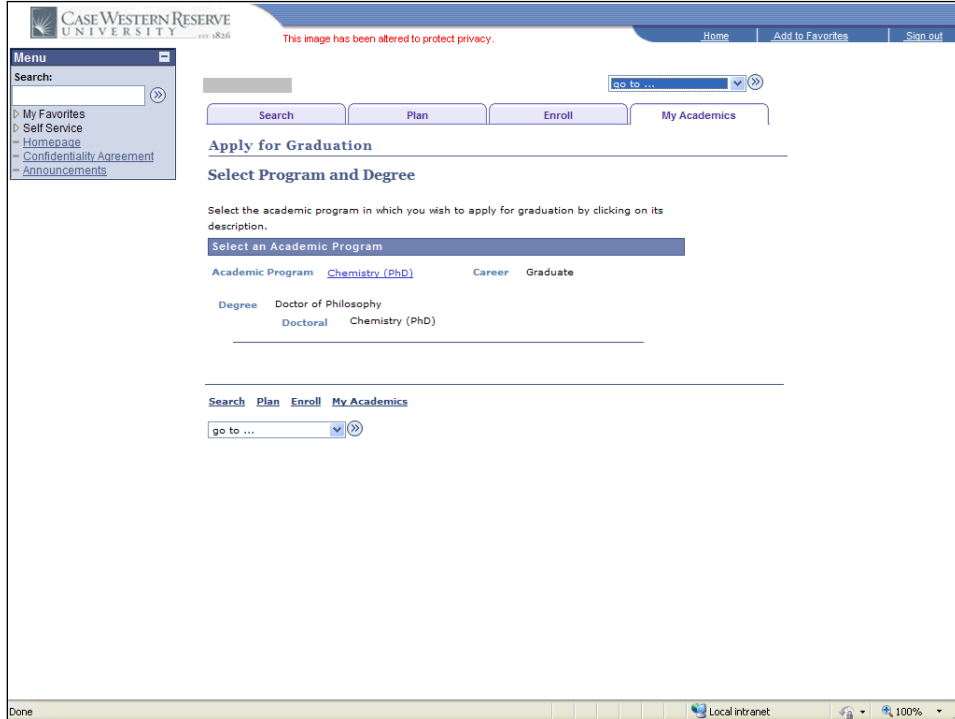 CASE WESTERN RESERVE
UNIVERSITY EST 1826
This image has been altered to protect privacy.
Home Add to Favorites Sign out
Menu
Search:
My Favorites
Self Service
Homepage
Confidentiality Agreement
Announcements
go to ...
Search Plan Enroll My Academics
Apply for Graduation
Select Program and Degree
Select the academic program in which you wish to apply for graduation by clicking on its
description.
Select an Academic Program
Academic Program Chemistry (PhD) Career Graduate
Degree Doctor of Philosophy
Doctoral Chemistry (PhD)
Search Plan Enroll My Academics
go to ...
Done Local intranet 100%